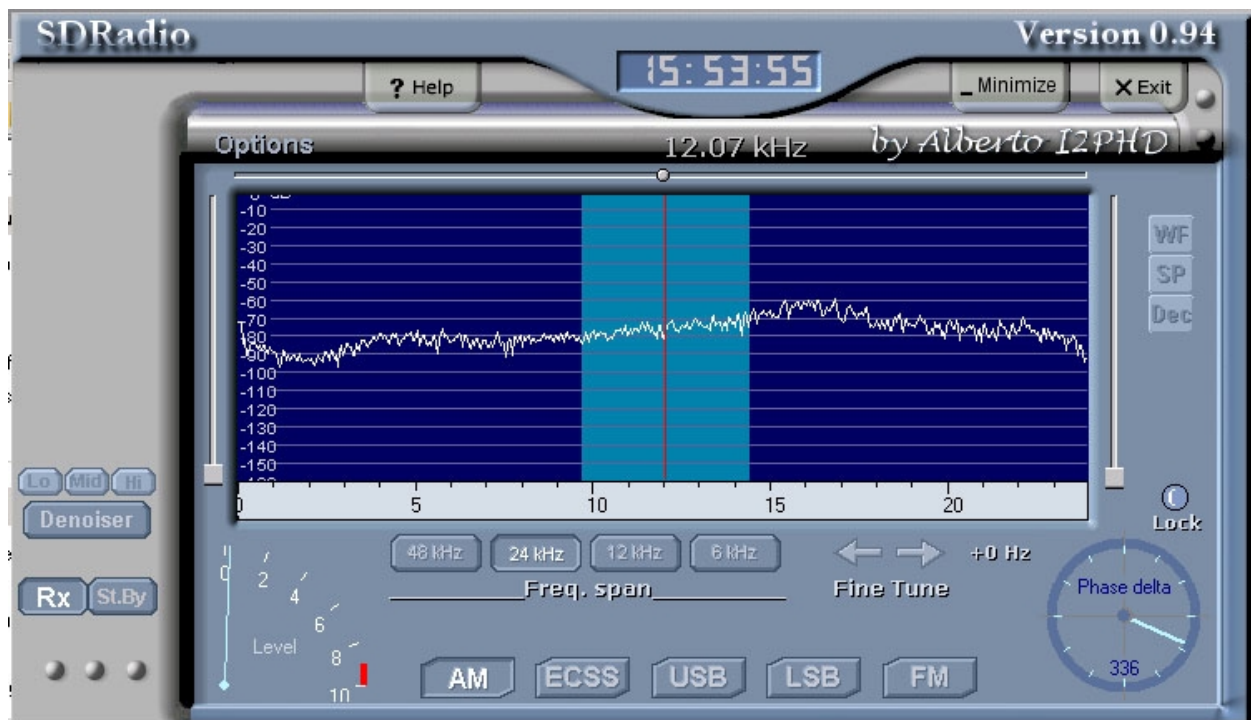 SDRadio
Version 0.94
15:53:55
? Help
_ Minimize
X Exit
Options
12.07 kHz
by Alberto I2PHD
-10
-20
-30
-40
-50
-60
-70
-80
-90
-100
-110
-120
-130
-140
-150
5
10
15
20
WF
SP
Dec
Lo
Mid
Hi
Denoiser
Lock
48 kHz
24 kHz
12 kHz
6 kHz
+0 Hz
Freq. span
Fine Tune
Rx
St.By
0
2
4
6
8
10
Level
Phase delta
336
AM
ECSS
USB
LSB
FM